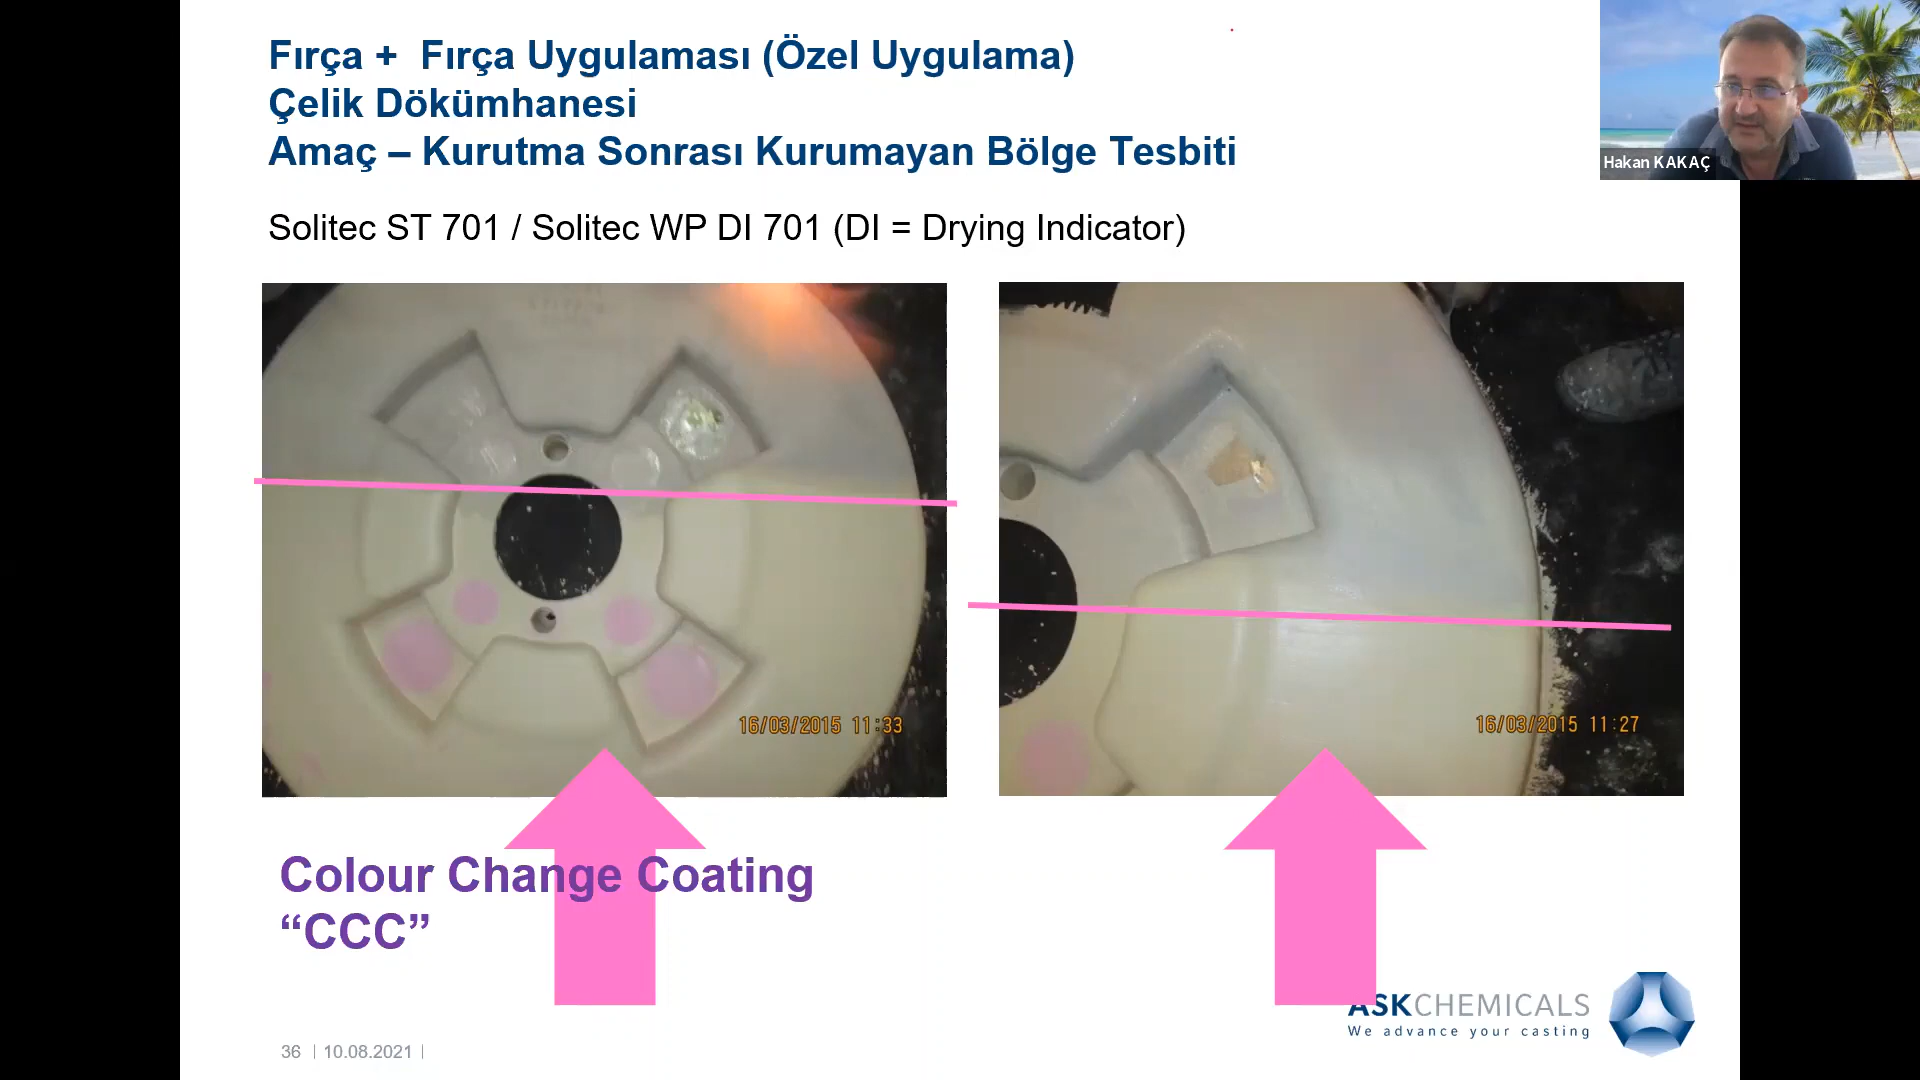 Fırça +  Fırça Uygulaması (Özel Uygulama)
Çelik Dökümhanesi
Amaç – Kurutma Sonrası Kurumayan Bölge Tesbiti
Hakan KAKAÇ
Solitec ST 701 / Solitec WP DI 701 (DI = Drying Indicator)
16/03/2015 11:33
16/03/2015 11:27
Colour Change Coating
“CCC”
ASKCHEMICALS
We advance your casting
36 | 10.08.2021 |